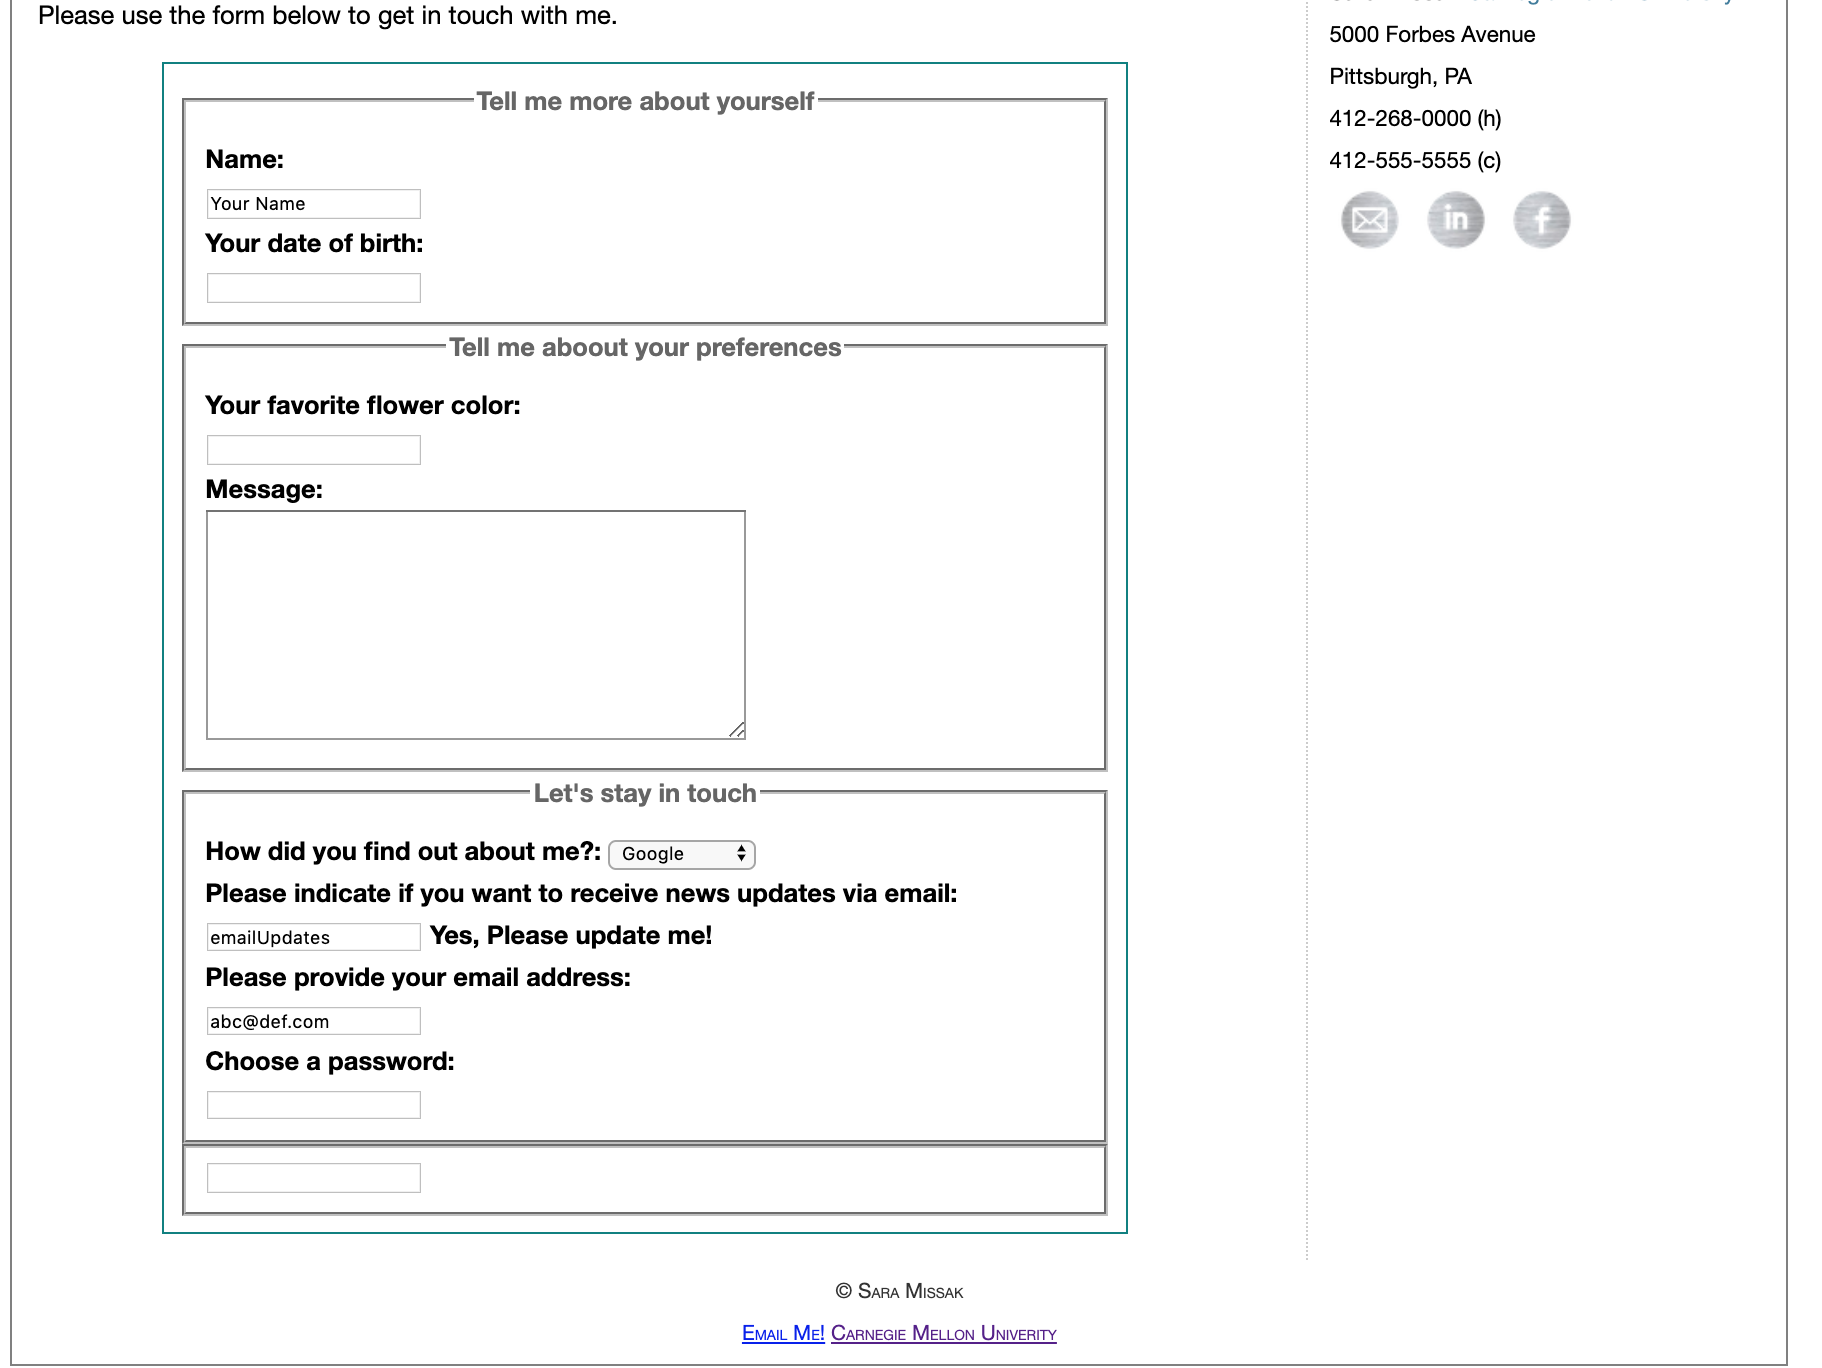 Please use the form below to get in touch with me.
Tell me more about yourself
Name:
Your Name
Your date of birth:
Tell me aboout your preferences
Your favorite flower color:
Message:
Let's stay in touch
How did you find out about me?: Google
Please indicate if you want to receive news updates via email:
emailUpdates Yes, Please update me!
Please provide your email address:
abc@def.com
Choose a password:
5000 Forbes Avenue
Pittsburgh, PA
412-268-0000 (h)
412-555-5555 (c)
in
f
© Sara Missak
Email Me! Carnegie Mellon Univerity